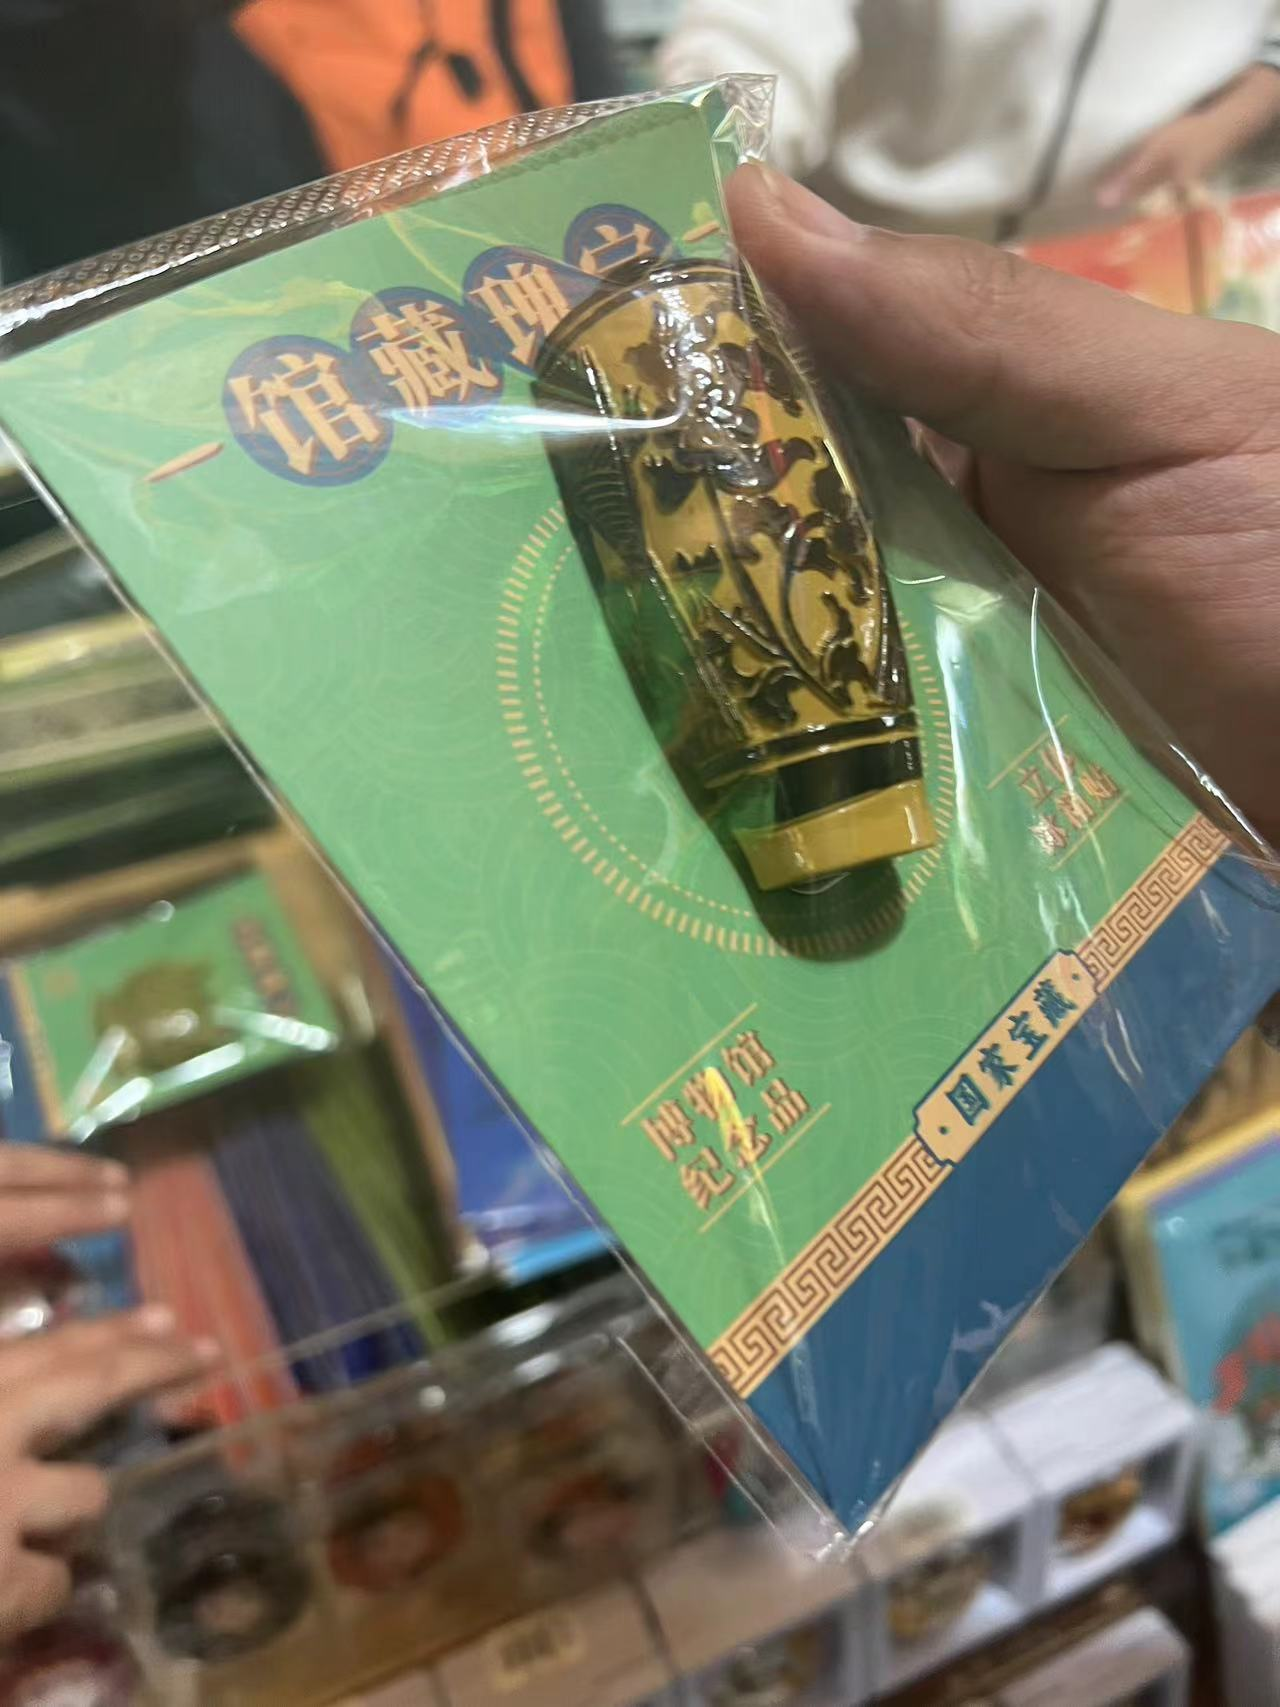 馆藏瑰宝
立体
冰箱贴
博物馆
纪念品
国家宝藏